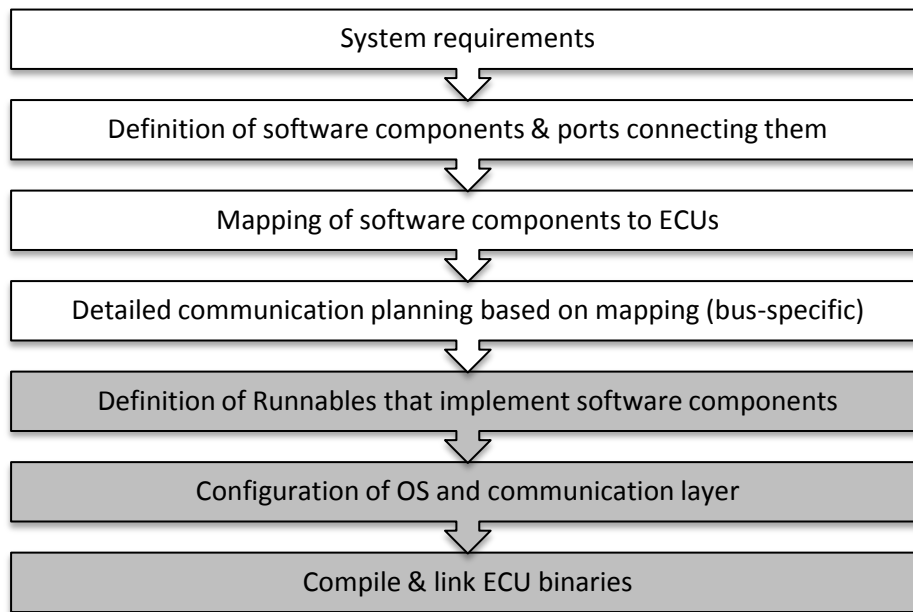 System requirements
Definition of software components & ports connecting them
Mapping of software components to ECUs
Detailed communication planning based on mapping (bus-specific)
Definition of Runnables that implement software components
Configuration of OS and communication layer
Compile & link ECU binaries